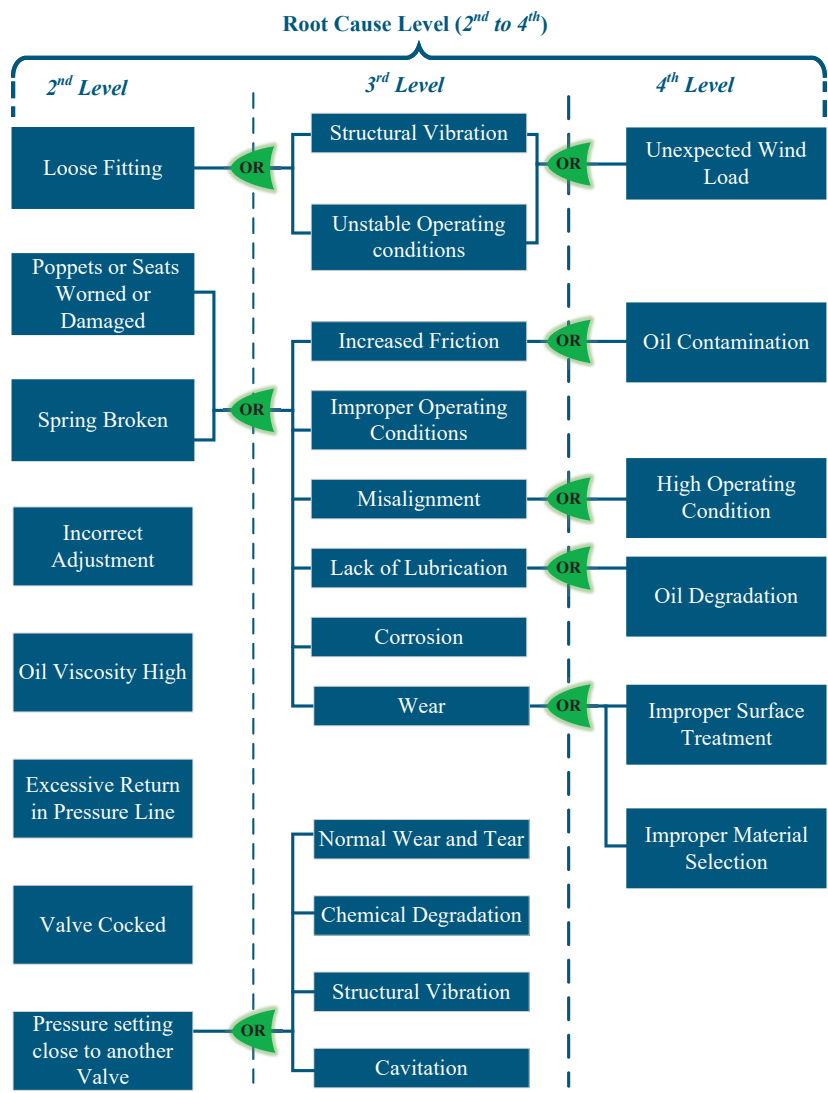 Root Cause Level (2nd to 4th)
2nd Level
3rd Level
4th Level
Loose Fitting
OR
Structural Vibration
Unstable Operating
conditions
OR
Unexpected Wind
Load
Poppets or Seats
Worned or
Damaged
Spring Broken
OR
Increased Friction
OR
Oil Contamination
Improper Operating
Conditions
Misalignment
OR
High Operating
Condition
Lack of Lubrication
OR
Oil Degradation
Corrosion
Wear
OR
Improper Surface
Treatment
Improper Material
Selection
Incorrect
Adjustment
Oil Viscosity High
Excessive Return
in Pressure Line
Valve Cocked
Pressure setting
close to another
Valve
OR
Normal Wear and Tear
Chemical Degradation
Structural Vibration
Cavitation